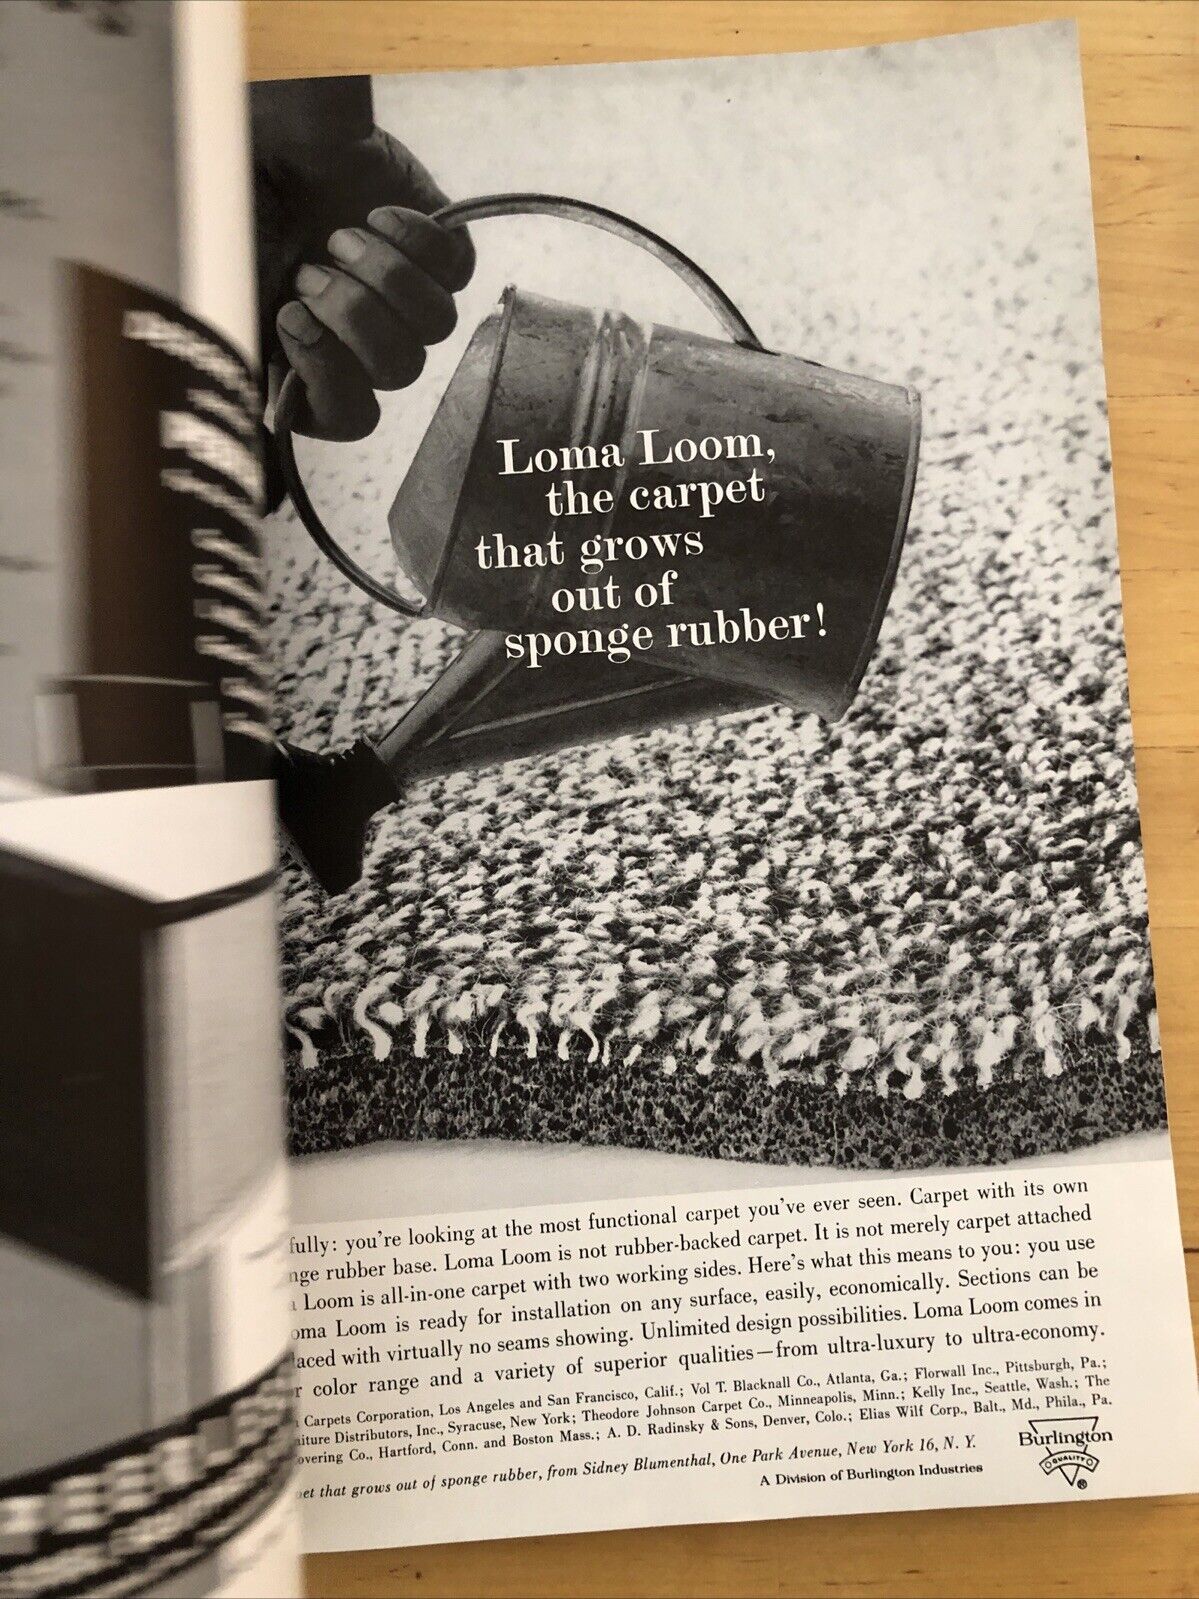 Loma Loom,
the carpet
that grows
out of
sponge rubber!
fully: you're looking at the most functional carpet you've ever seen. Carpet with its own
nge rubber base. Loma Loom is not rubber-backed carpet. It is not merely carpet attached
Loom is all-in-one carpet with two working sides. Here's what this means to you: you use
oma Loom is ready for installation on any surface, easily, economically. Sections can be
aced with virtually no seams showing. Unlimited design possibilities. Loma Loom comes in
r color range and a variety of superior qualities—from ultra-luxury to ultra-economy.
Carpets Corporation, Los Angeles and San Francisco, Calif.; Vol T. Blacknall Co., Atlanta, Ga.; Florwall Inc., Pittsburgh, Pa.;
iture Distributors, Inc., Syracuse, New York; Theodore Johnson Carpet Co., Minneapolis, Minn.; Kelly Inc., Seattle, Wash.; The
overing Co., Hartford, Conn. and Boston Mass.; A. D. Radinsky & Sons, Denver, Colo.; Elias Wilf Corp., Balt., Md., Phila., Pa.
et that grows out of sponge rubber, from Sidney Blumenthal, One Park Avenue, New York 16, N. Y.
A Division of Burlington Industries
Burlington
QUALITY
®